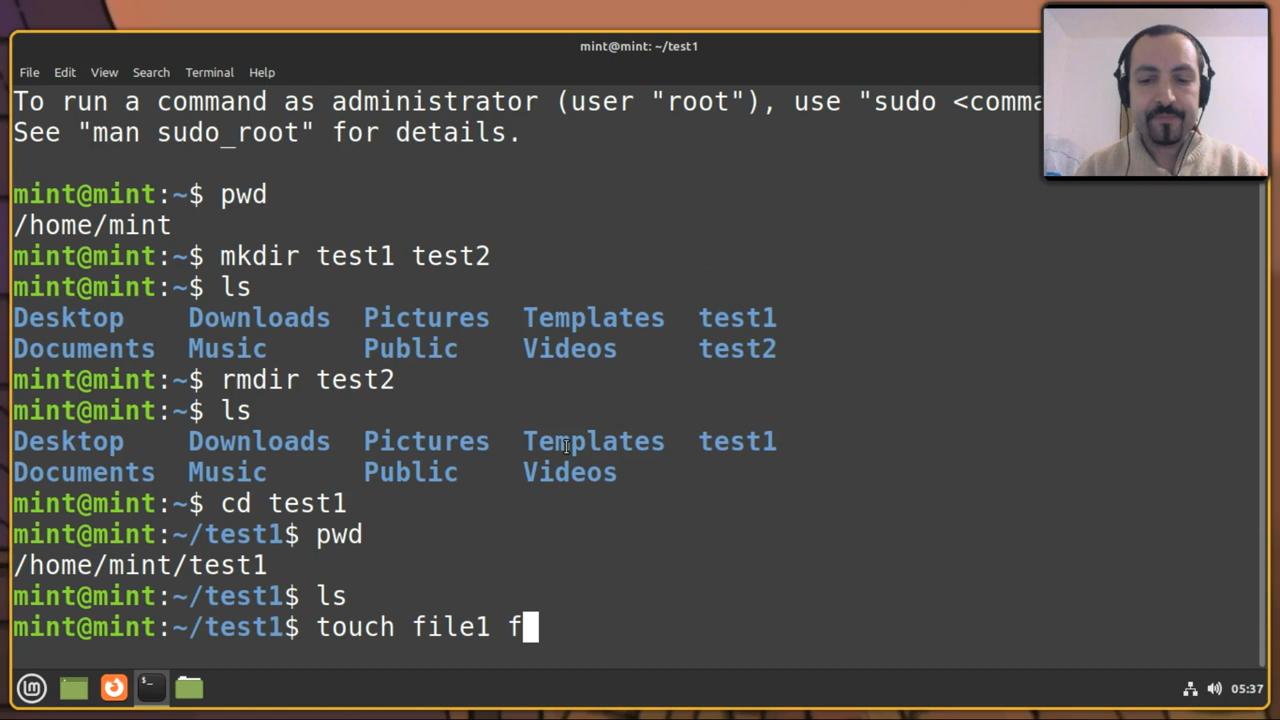 mint@mint: ~/test1
File Edit View Search Terminal Help
To run a command as administrator (user "root"), use "sudo <comma
See "man sudo_root" for details.
mint@mint:~$ pwd
/home/mint
mint@mint:~$ mkdir test1 test2
mint@mint:~$ ls
Desktop Downloads Pictures Templates test1
Documents Music Public Videos test2
mint@mint:~$ rmdir test2
mint@mint:~$ ls
Desktop Downloads Pictures Templates test1
Documents Music Public Videos
mint@mint:~$ cd test1
mint@mint:~/test1$ pwd
/home/mint/test1
mint@mint:~/test1$ ls
mint@mint:~/test1$ touch file1 f
05:37